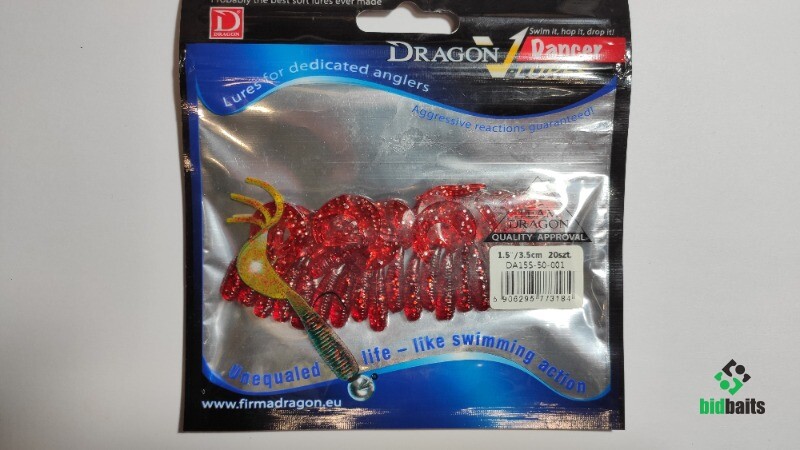 Probably the best soft lures ever made
DRAGON
Swim it, hop it, drop it!
DRAGON
Dancer
Lures for dedicated anglers
Aggressive reactions guaranteed!
TEAM
DRAGON
QUALITY APPROVAL
1.5"/3.5cm 20szt.
DA15S-50-001
5 906295 773184
Unequaled life – like swimming action
www.firmadragon.eu
bidbaits